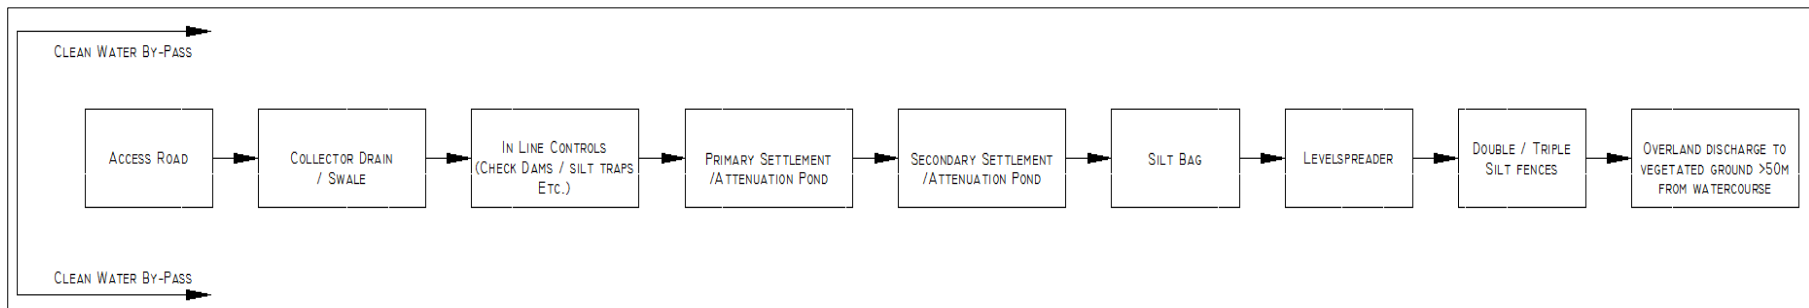 Clean Water By-Pass
Access Road
Collector Drain
/ Swale
In Line Controls
(Check Dams / silt traps
Etc.)
Primary Settlement
/Attenuation Pond
Secondary Settlement
/Attenuation Pond
Silt Bag
Levelspreader
Double / Triple
Silt fences
Overland discharge to
vegetated ground >50m
from watercourse
Clean Water By-Pass